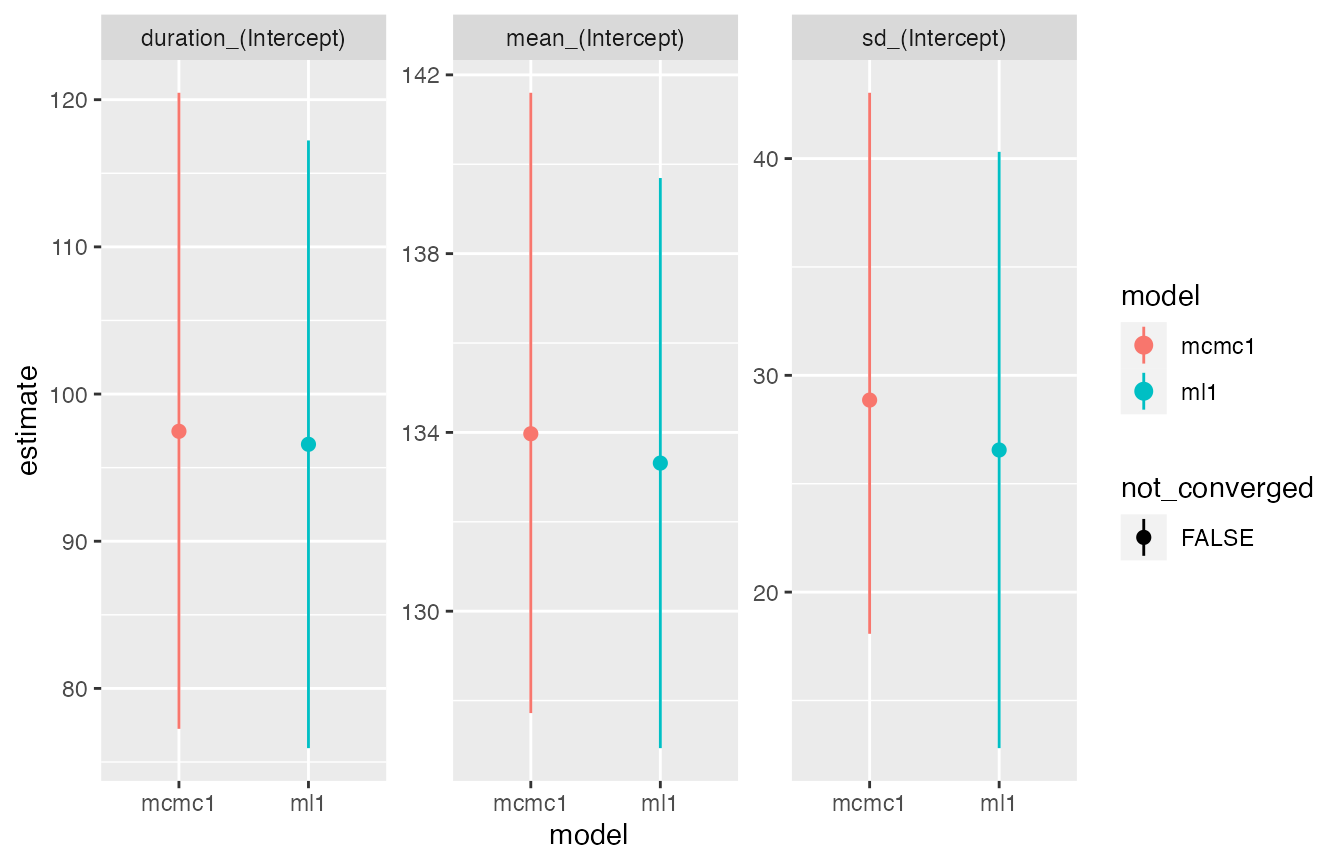 duration_(Intercept)
mean_(Intercept)
sd_(Intercept)
estimate
120
110
100
90
80
142
138
134
130
40
30
20
mcmc1
ml1
mcmc1
ml1
mcmc1
ml1
model
model
mcmc1
ml1
not_converged
FALSE